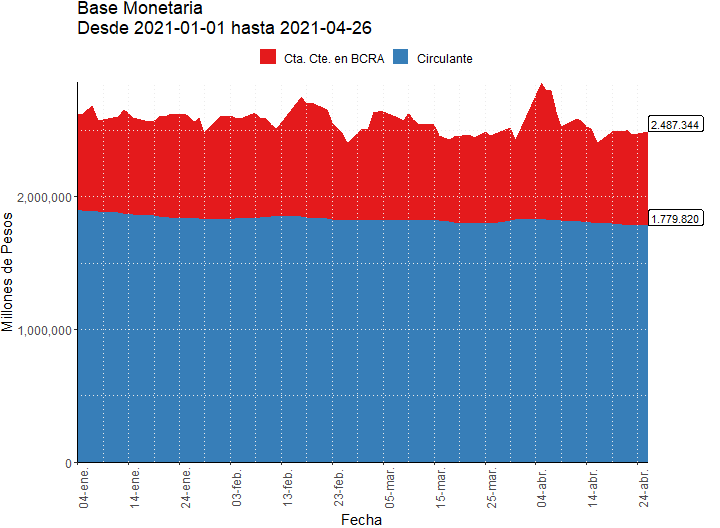 Base Monetaria
Desde 2021-01-01 hasta 2021-04-26
Cta. Cte. en BCRA
Circulante
2.487.344
1.779.820
Millones de Pesos
2,000,000
1,000,000
0
04-ene.
14-ene.
24-ene.
03-feb.
13-feb.
23-feb.
05-mar.
15-mar.
25-mar.
04-abr.
14-abr.
24-abr.
Fecha